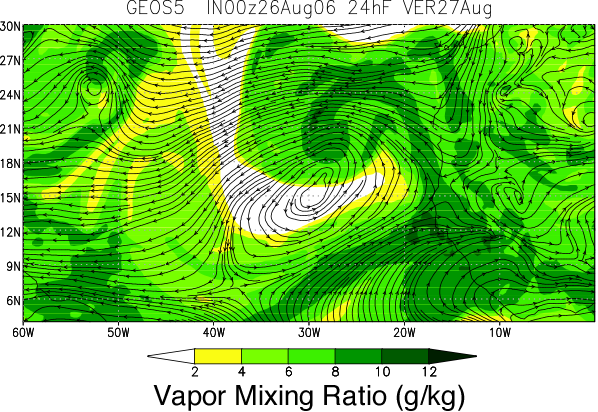 GEOS5 IN00z26Aug06 24hF VER27Aug
30N
27N
24N
21N
18N
15N
12N
9N
6N
60W 50W 40W 30W 20W 10W
2 4 6 8 10 12
Vapor Mixing Ratio (g/kg)